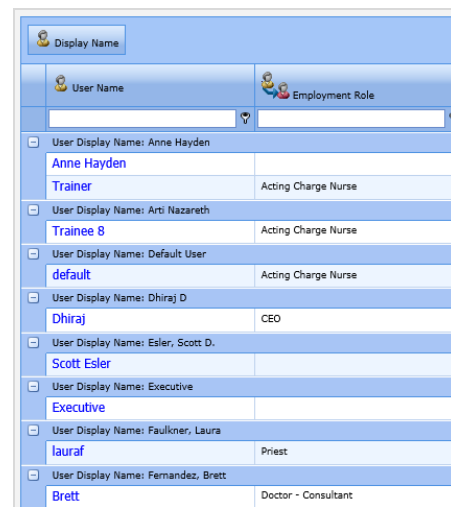 Display Name
User Name Employment Role
User Display Name: Anne Hayden
Anne Hayden
Trainer Acting Charge Nurse
User Display Name: Arti Nazareth
Trainee 8 Acting Charge Nurse
User Display Name: Default User
default Acting Charge Nurse
User Display Name: Dhiraj D
Dhiraj CEO
User Display Name: Esler, Scott D.
Scott Esler
User Display Name: Executive
Executive
User Display Name: Faulkner, Laura
lauraf Priest
User Display Name: Fernandez, Brett
Brett Doctor - Consultant